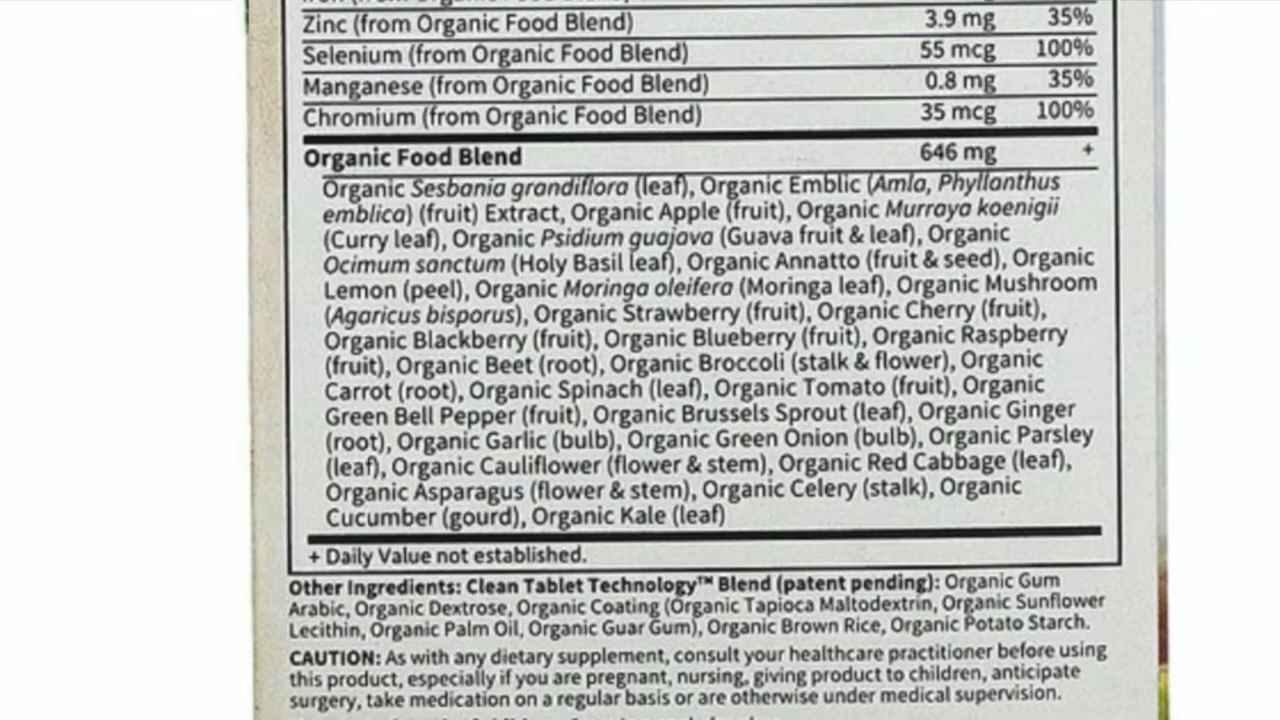 Zinc (from Organic Food Blend) 3.9 mg 35%
Selenium (from Organic Food Blend) 55 mcg 100%
Manganese (from Organic Food Blend) 0.8 mg 35%
Chromium (from Organic Food Blend) 35 mcg 100%
Organic Food Blend 646 mg +
Organic Sesbania grandiflora (leaf), Organic Emblic (Amla, Phyllanthus
emblica) (fruit) Extract, Organic Apple (fruit), Organic Murraya koenigii
(Curry leaf), Organic Psidium guajava (Guava fruit & leaf), Organic
Ocimum sanctum (Holy Basil leaf), Organic Annatto (fruit & seed), Organic
Lemon (peel), Organic Moringa oleifera (Moringa leaf), Organic Mushroom
(Agaricus bisporus), Organic Strawberry (fruit), Organic Cherry (fruit),
Organic Blackberry (fruit), Organic Blueberry (fruit), Organic Raspberry
(fruit), Organic Beet (root), Organic Broccoli (stalk & flower), Organic
Carrot (root), Organic Spinach (leaf), Organic Tomato (fruit), Organic
Green Bell Pepper (fruit), Organic Brussels Sprout (leaf), Organic Ginger
(root), Organic Garlic (bulb), Organic Green Onion (bulb), Organic Parsley
(leaf), Organic Cauliflower (flower & stem), Organic Red Cabbage (leaf),
Organic Asparagus (flower & stem), Organic Celery (stalk), Organic
Cucumber (gourd), Organic Kale (leaf)
+ Daily Value not established.
Other Ingredients: Clean Tablet Technology™ Blend (patent pending): Organic Gum
Arabic, Organic Dextrose, Organic Coating (Organic Tapioca Maltodextrin, Organic Sunflower
Lecithin, Organic Palm Oil, Organic Guar Gum), Organic Brown Rice, Organic Potato Starch.
CAUTION: As with any dietary supplement, consult your healthcare practitioner before using
this product, especially if you are pregnant, nursing, giving product to children, anticipate
surgery, take medication on a regular basis or are otherwise under medical supervision.